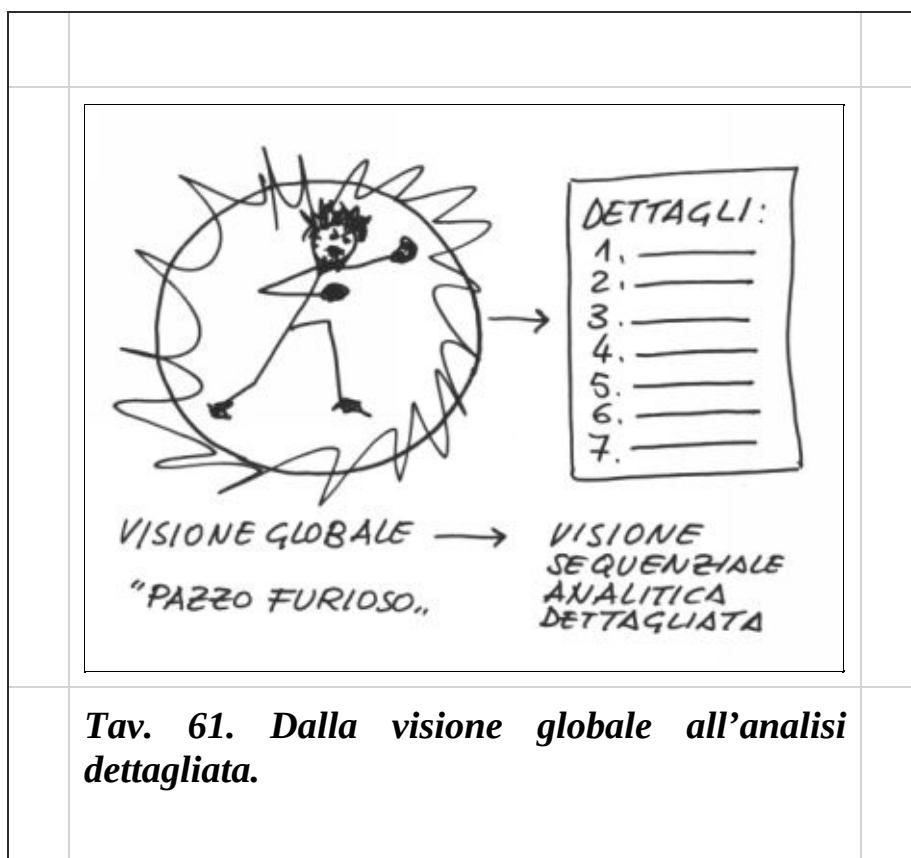 DETTAGLI:
1.
2.
3.
4.
5.
6.
7.
VISIONE GLOBALE → VISIONE
SEQUENZIALE
"PAZZO FURIOSO„ ANALITICA
DETTAGLIATA
Tav. 61. Dalla visione globale all’analisi
dettagliata.